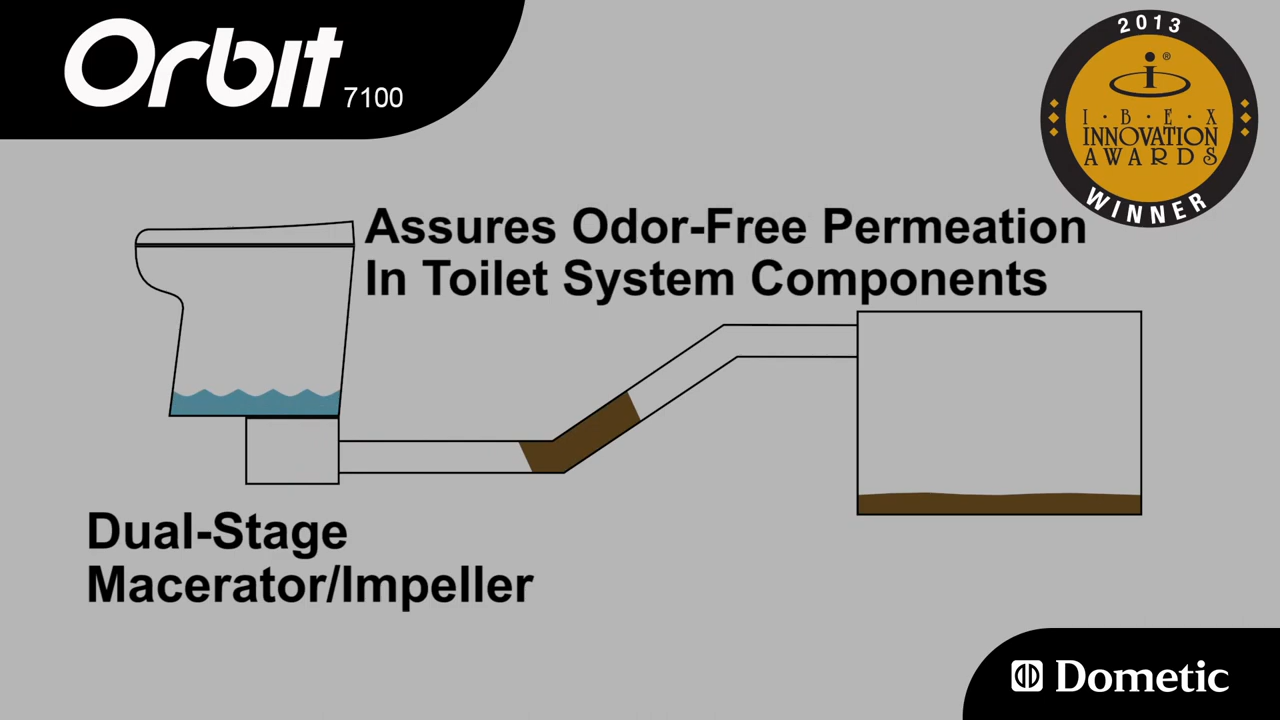 Orbit 7100
2013
I·B·E·X
INNOVATION
AWARDS
WINNER
Assures Odor-Free Permeation
In Toilet System Components
Dual-Stage
Macerator/Impeller
Dometic